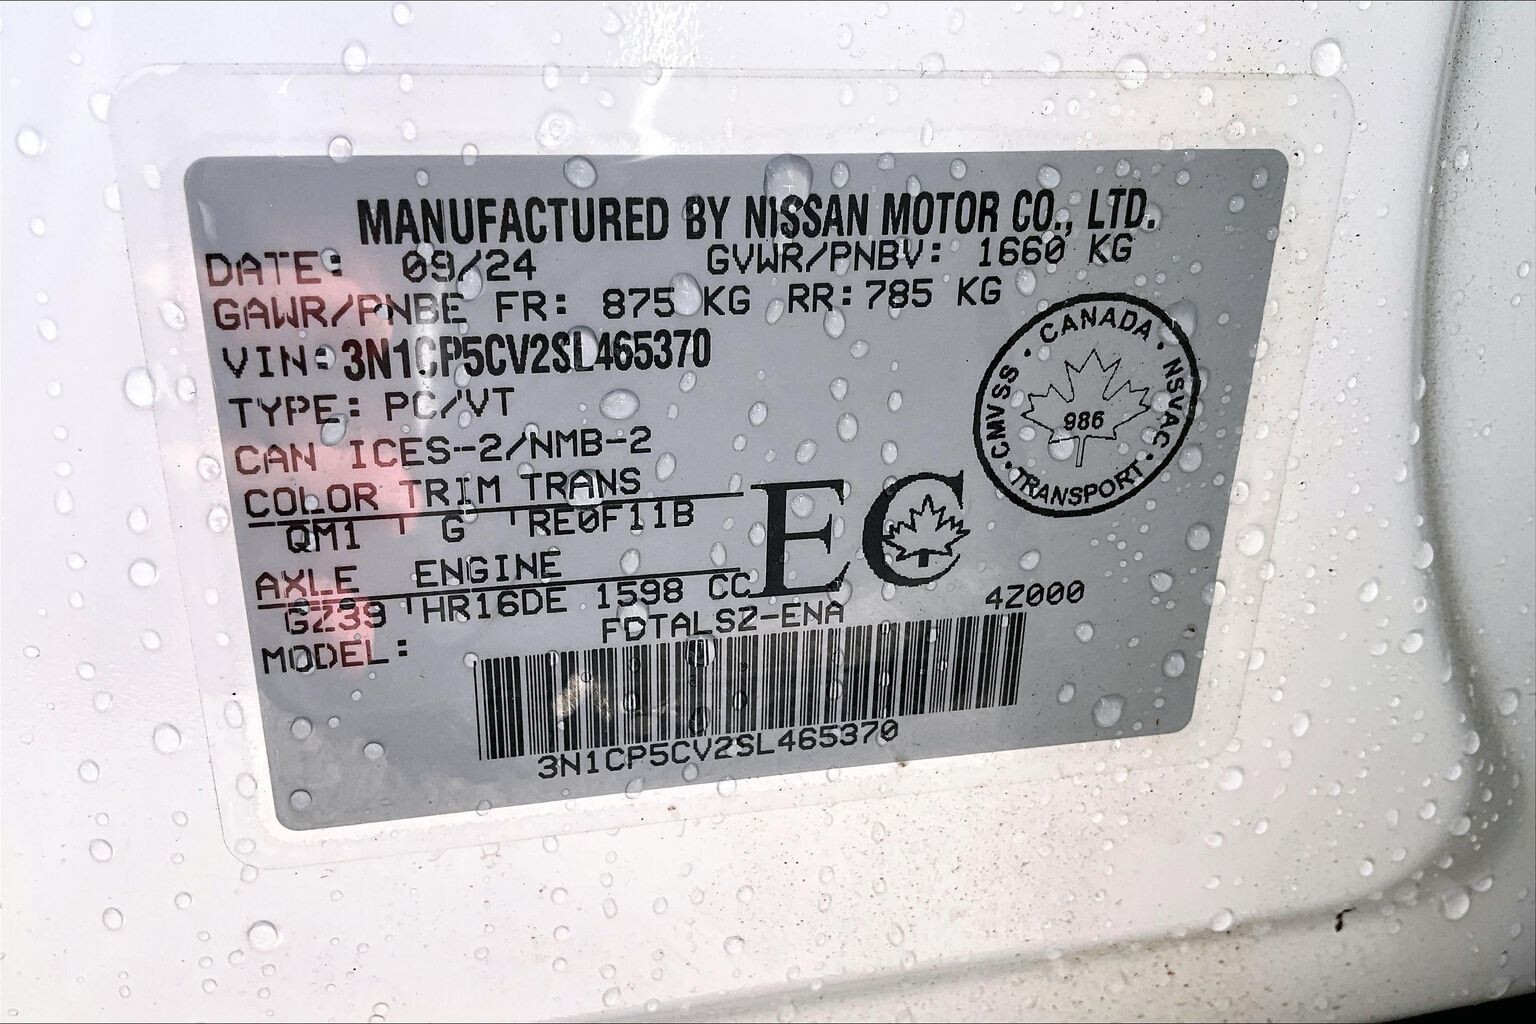 MANUFACTURED BY NISSAN MOTOR CO., LTD.
DATE: 09/24 GVWR/PNBV: 1660 KG
GAWR/PNBE FR: 875 KG RR: 785 KG
VIN: 3N1CP5CV2SL465370
TYPE: PC/VT
CAN ICES-2/NMB-2
COLOR TRIM TRANS
QM1 ' G 'RE0F11B
AXLE ENGINE
GZ39 'HR16DE 1598 CC
MODEL: FDTALSZ-ENA 4Z000
3N1CP5CV2SL465370
EC
CANADA · NSVAC · TRANSPORT · CMVSS ·
986